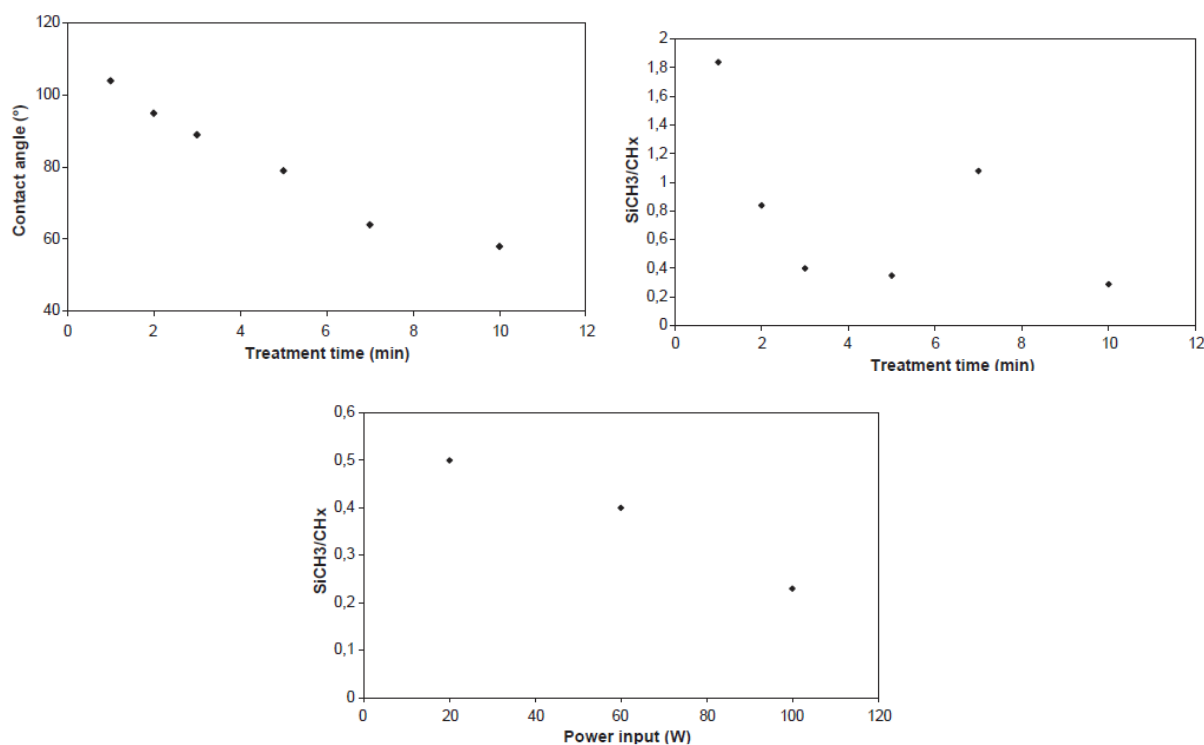 120
100
80
60
40
Contact angle (°)
0 2 4 6 8 10 12
Treatment time (min)
2
1,8
1,6
1,4
1,2
1
0,8
0,6
0,4
0,2
0
SiCH3/CHx
0 2 4 6 8 10 12
Treatment time (min)
0,6
0,5
0,4
0,3
0,2
0,1
0
SiCH3/CHx
0 20 40 60 80 100 120
Power input (W)